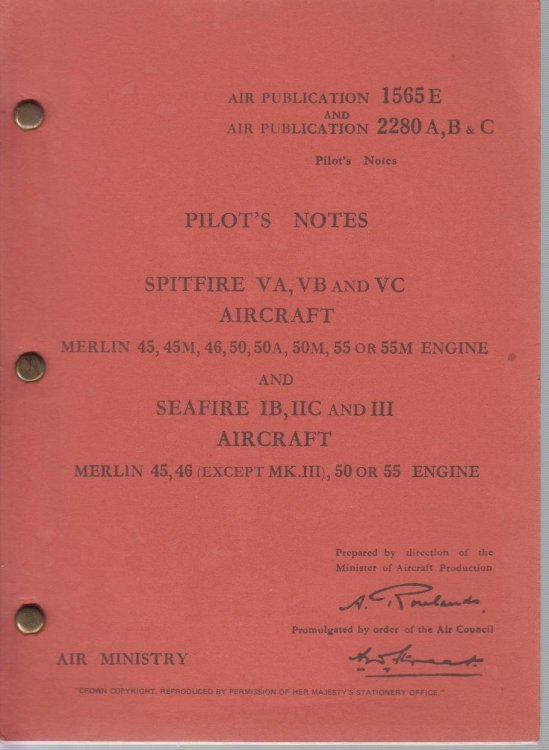 AIR PUBLICATION 1565E
AND
AIR PUBLICATION 2280 A, B & C
Pilot's Notes
PILOT'S NOTES
SPITFIRE VA, VB AND VC
AIRCRAFT
MERLIN 45, 45M, 46, 50, 50A, 50M, 55 OR 55M ENGINE
AND
SEAFIRE IB, IIC AND III
AIRCRAFT
MERLIN 45, 46 (EXCEPT MK.III), 50 OR 55 ENGINE
Prepared by direction of the
Minister of Aircraft Production
A. Rowlands.
Promulgated by order of the Air Council
AIR MINISTRY
"CROWN COPYRIGHT, REPRODUCED BY PERMISSION OF HER MAJESTY'S STATIONERY OFFICE."